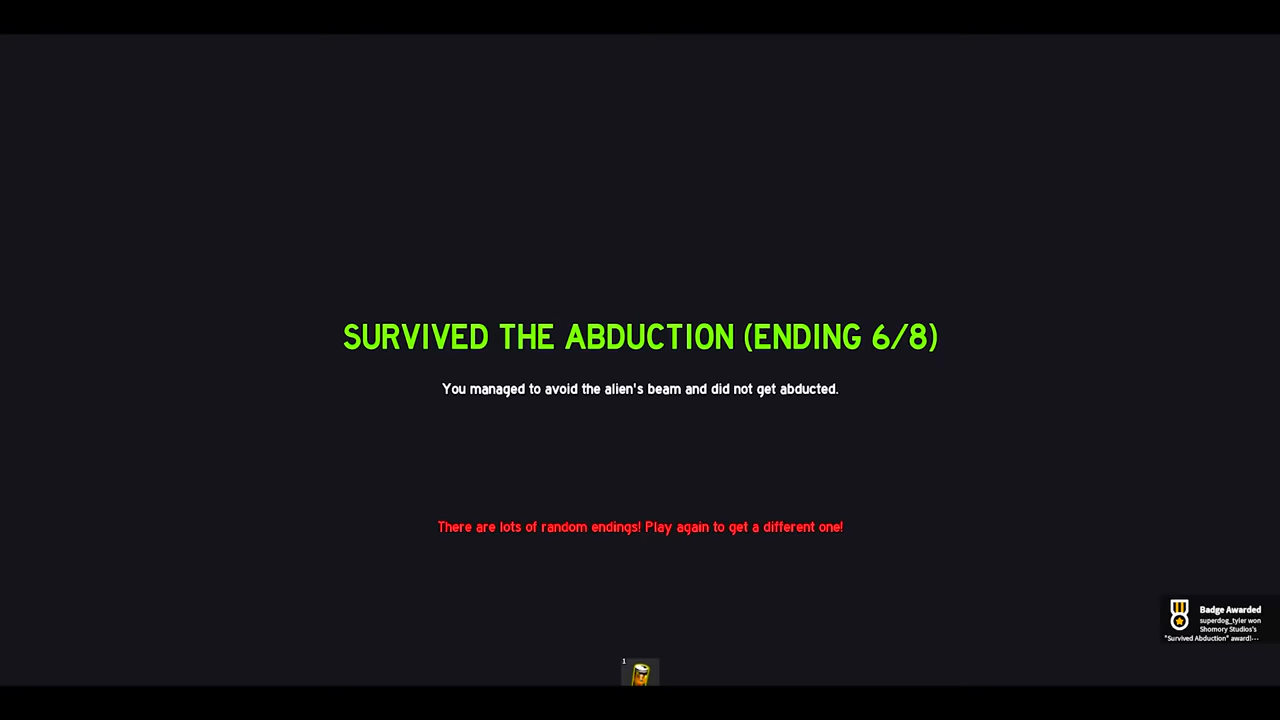 SURVIVED THE ABDUCTION (ENDING 6/8)
You managed to avoid the alien's beam and did not get abducted.
There are lots of random endings! Play again to get a different one!
Badge Awarded
superdog_tyler won
Shomory Studios's
"Survived Abduction" award!...
1